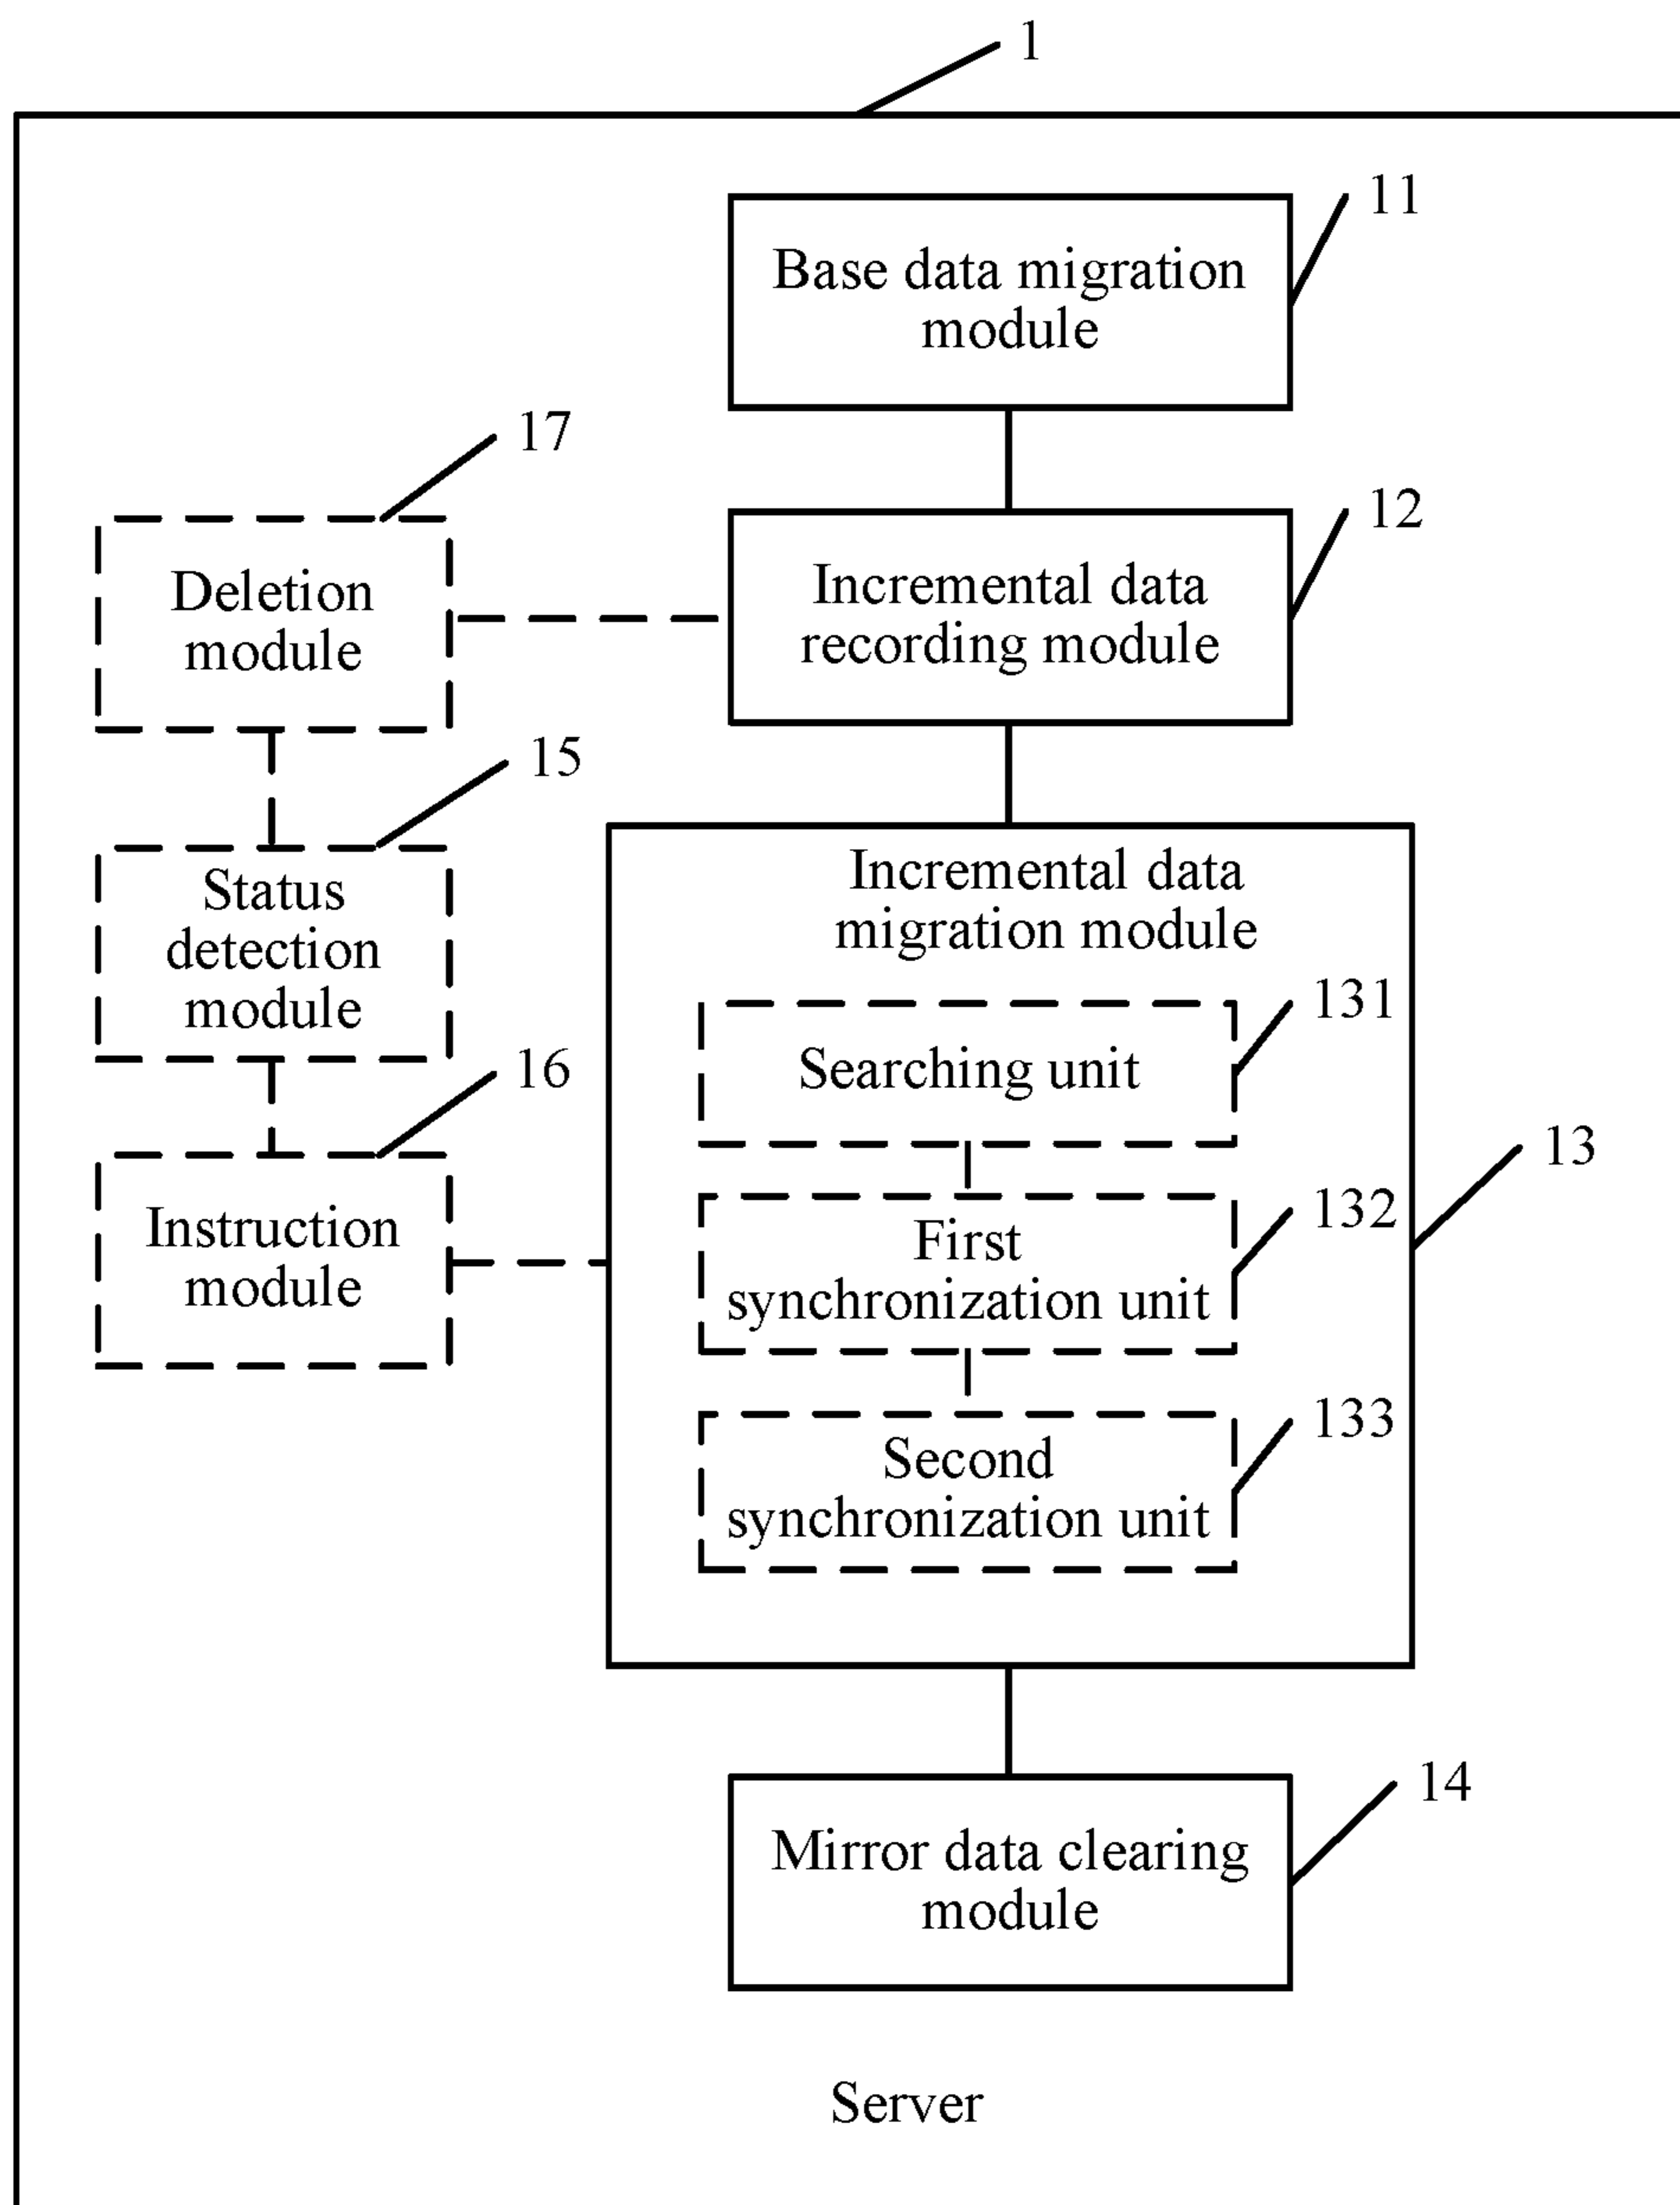 1
11
Base data migration
module
17
12
Deletion
module
Incremental data
recording module
15
Status
detection
module
Incremental data
migration module
131
Searching unit
16
13
Instruction
module
132
First
synchronization unit
133
Second
synchronization unit
14
Mirror data clearing
module
Server